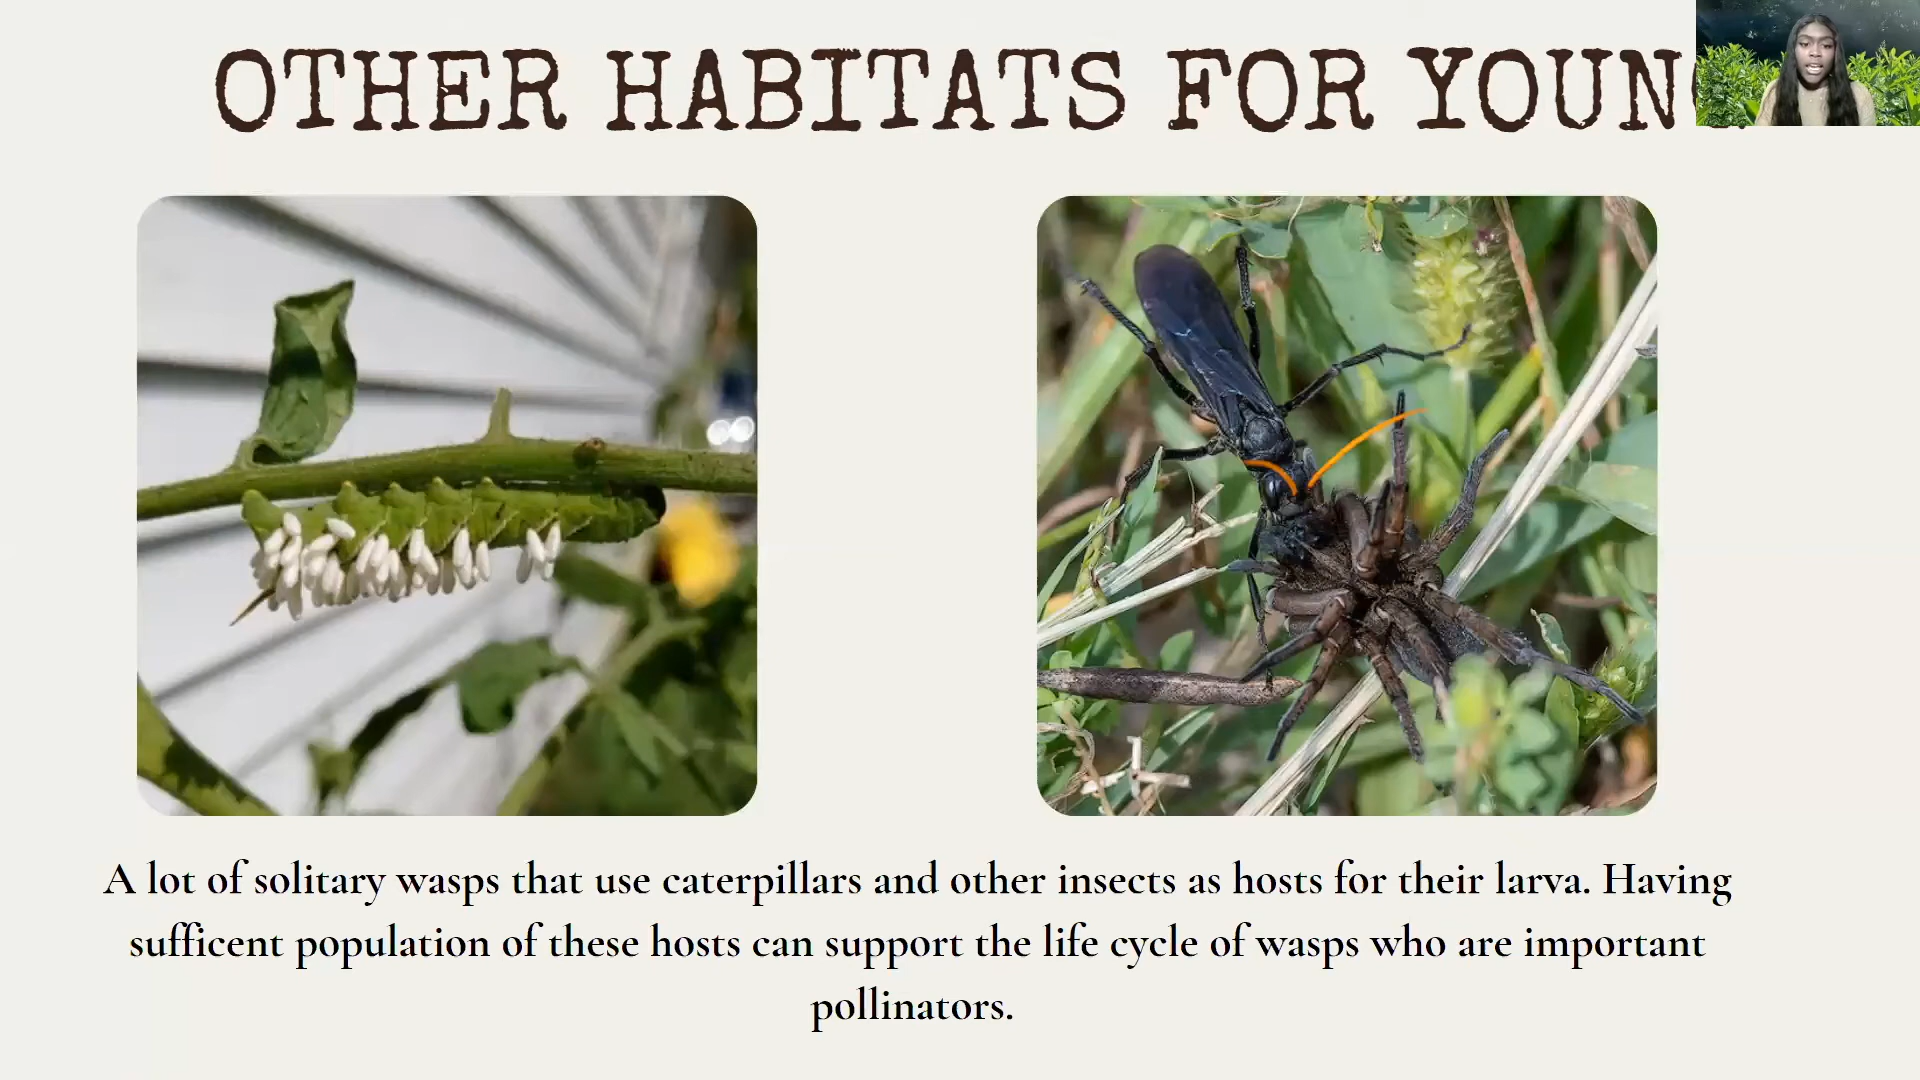 OTHER HABITATS FOR YOUNG
A lot of solitary wasps that use caterpillars and other insects as hosts for their larva. Having
sufficent population of these hosts can support the life cycle of wasps who are important
pollinators.